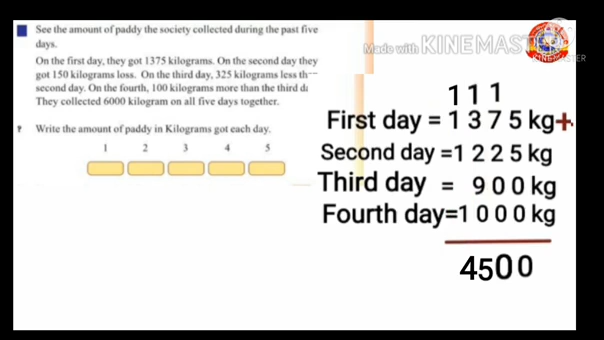 See the amount of paddy the society collected during the past five
days.
On the first day, they got 1375 kilograms. On the second day they
got 150 kilograms loss. On the third day, 325 kilograms less
second day. On the fourth, 100 kilograms more than the third
They collected 6000 kilogram on all five days together.
? Write the amount of paddy in Kilograms got each day.
1 2 3 4 5
Made with KINEMASTER
KINEMASTER
1 1 1
First day = 1 3 7 5 kg+
Second day =1 2 2 5 kg
Third day = 9 0 0 kg
Fourth day=1 0 0 0 kg
4500